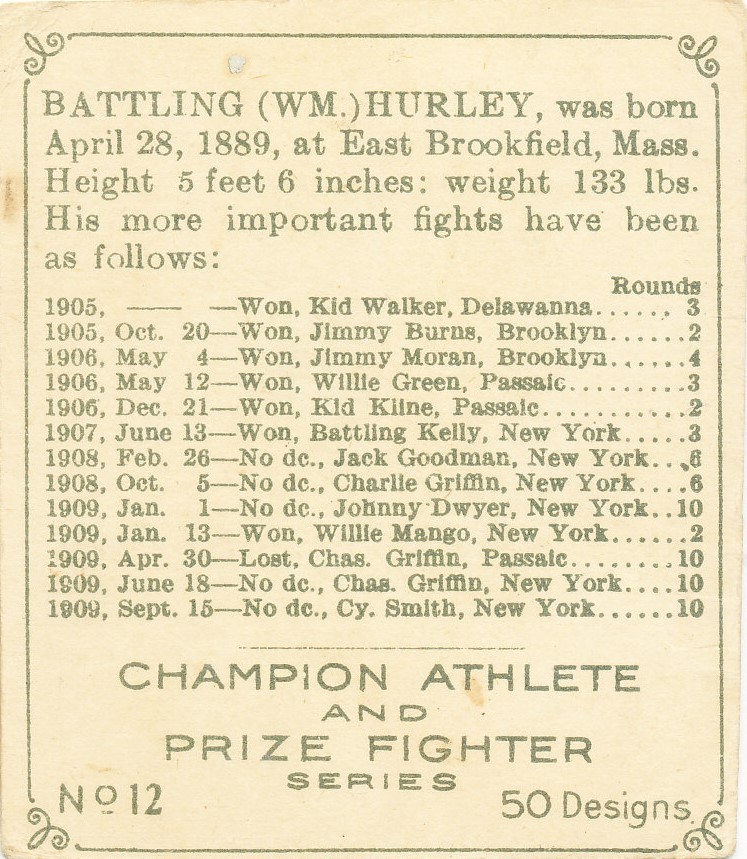 BATTLING (WM.) HURLEY, was born
April 28, 1889, at East Brookfield, Mass.
Height 5 feet 6 inches: weight 133 lbs.
His more important fights have been
as follows:
Rounds
1905, —— —Won, Kid Walker, Delawanna...... 3
1905, Oct. 20—Won, Jimmy Burns, Brooklyn......2
1906, May 4—Won, Jimmy Moran, Brooklyn......4
1906, May 12—Won, Willie Green, Passaic..........3
1906, Dec. 21—Won, Kid Kline, Passaic............2
1907, June 13—Won, Battling Kelly, New York.....3
1908, Feb. 26—No dc., Jack Goodman, New York...6
1908, Oct. 5—No dc., Charlie Griffin, New York....6
1909, Jan. 1—No dc., Johnny Dwyer, New York..10
1909, Jan. 13—Won, Willie Mango, New York......2
1909, Apr. 30—Lost, Chas. Griffin, Passaic.........10
1909, June 18—No dc., Chas. Griffin, New York....10
1909, Sept. 15—No dc., Cy. Smith, New York......10
CHAMPION ATHLETE
AND
PRIZE FIGHTER
SERIES
No 12
50 Designs.